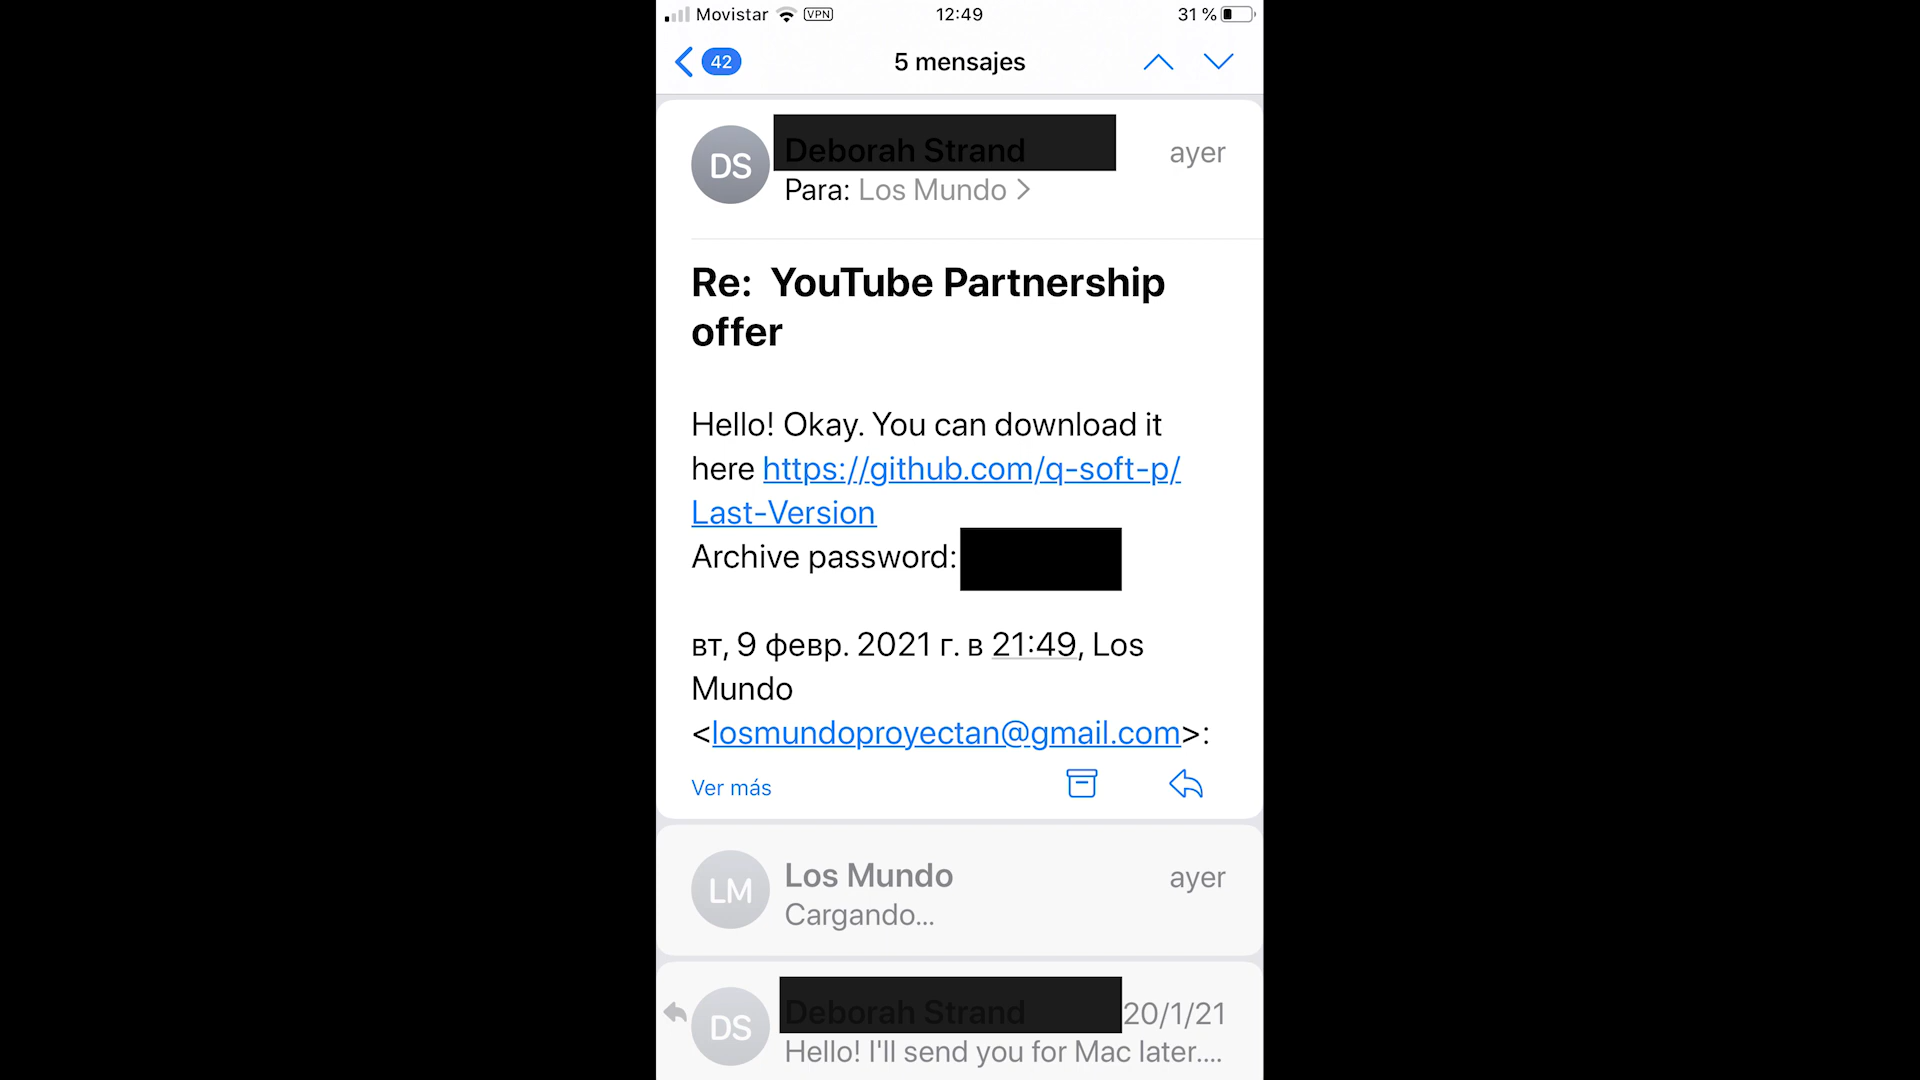 Movistar VPN 12:49 31 %
42 5 mensajes
DS Deborah Strand ayer
Para: Los Mundo
Re: YouTube Partnership
offer
Hello! Okay. You can download it
here https://github.com/q-soft-p/
Last-Version
Archive password:
вт, 9 февр. 2021 г. в 21:49, Los
Mundo
<losmundoproyectan@gmail.com>:
Ver más
LM Los Mundo ayer
Cargando...
DS Deborah Strand 20/1/21
Hello! I'll send you for Mac later....